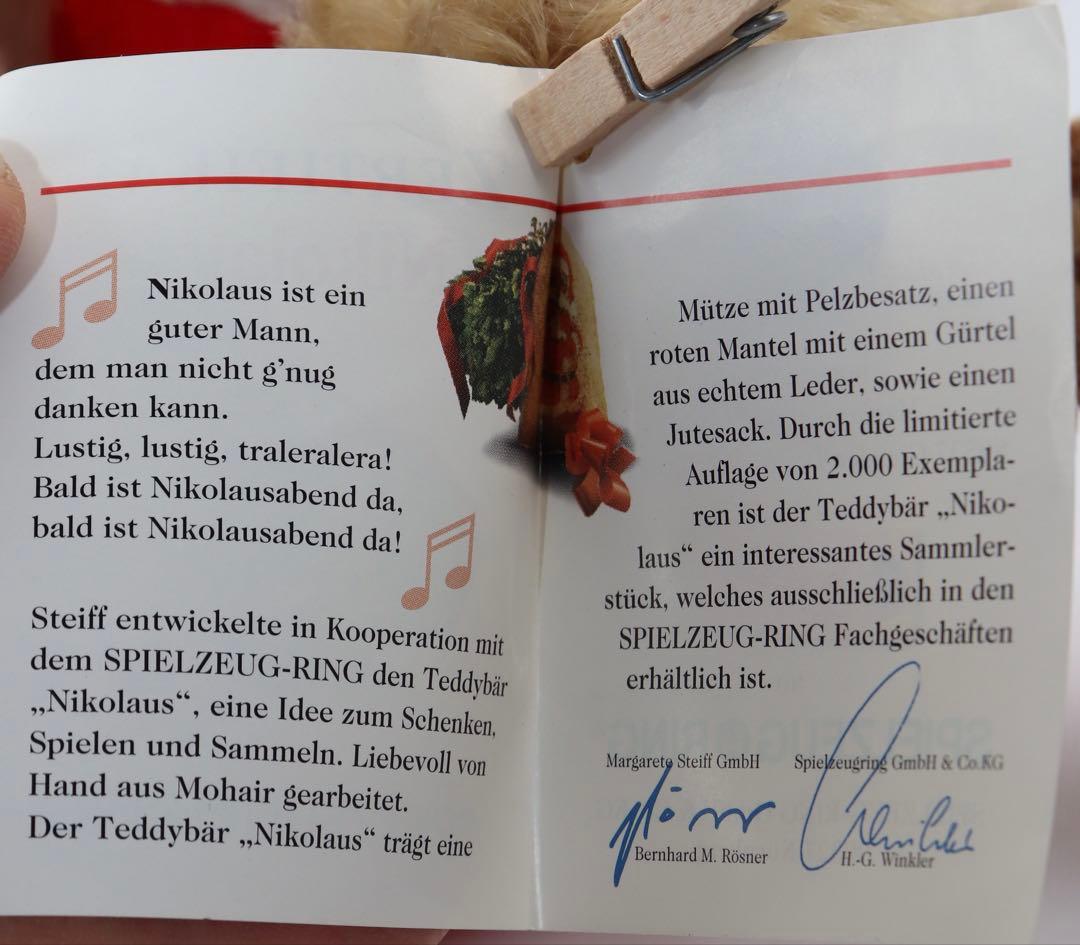 Nikolaus ist ein
guter Mann,
dem man nicht g'nug
danken kann.
Lustig, lustig, traleralera!
Bald ist Nikolausabend da,
bald ist Nikolausabend da!
Steiff entwickelte in Kooperation mit
dem SPIELZEUG-RING den Teddybär
„Nikolaus“, eine Idee zum Schenken,
Spielen und Sammeln. Liebevoll von
Hand aus Mohair gearbeitet.
Der Teddybär „Nikolaus“ trägt eine
Mütze mit Pelzbesatz, einen
roten Mantel mit einem Gürtel
aus echtem Leder, sowie einen
Jutesack. Durch die limitierte
Auflage von 2.000 Exempla-
ren ist der Teddybär „Niko-
laus“ ein interessantes Sammler-
stück, welches ausschließlich in den
SPIELZEUG-RING Fachgeschäften
erhältlich ist.
Margarete Steiff GmbH
Spielzeugring GmbH & Co.KG
Bernhard M. Rösner
H.-G. Winkler